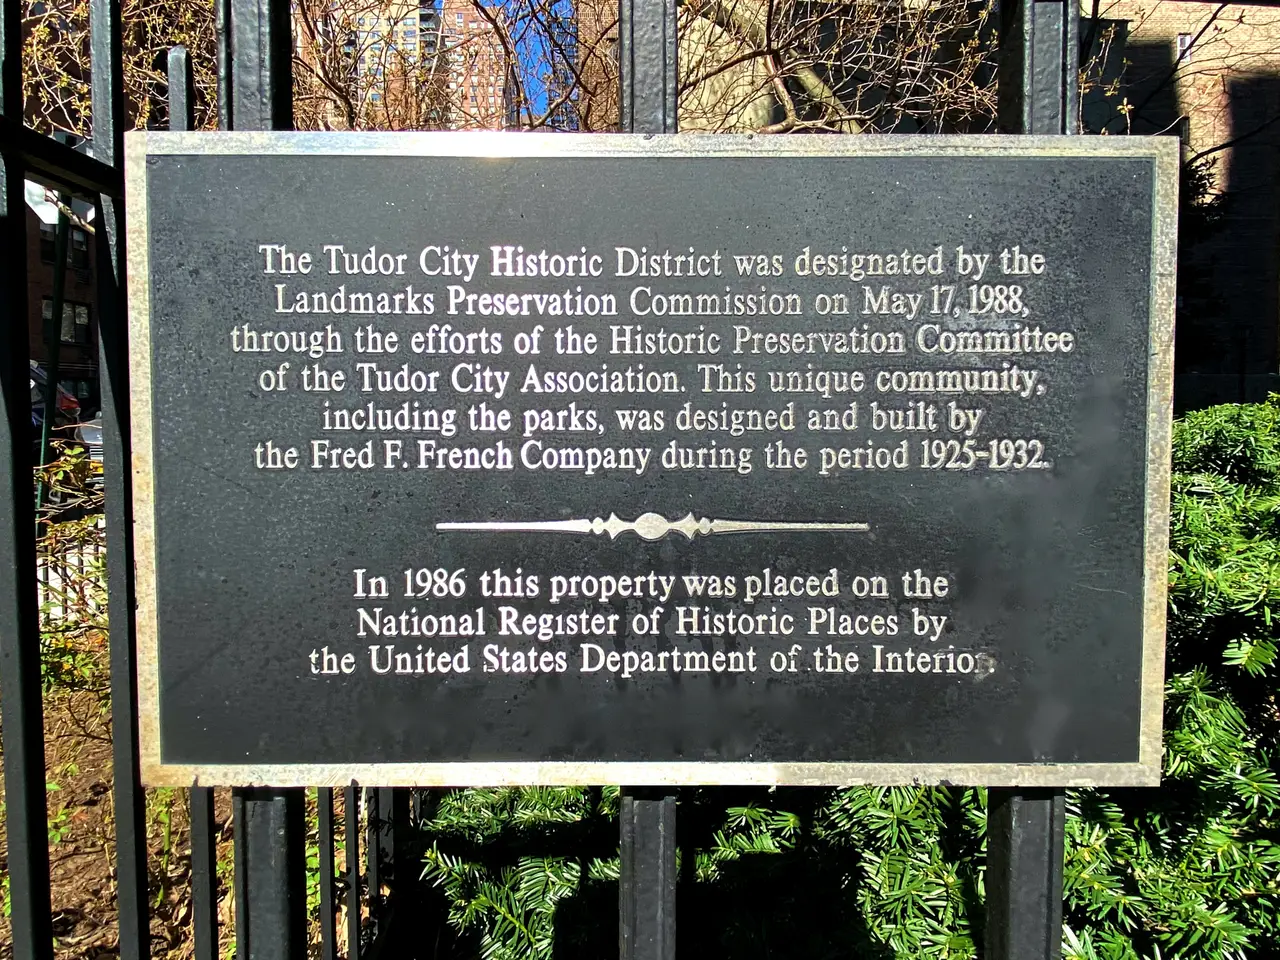 The Tudor City Historic District was designated by the
Landmarks Preservation Commission on May 17, 1988,
through the efforts of the Historic Preservation Committee
of the Tudor City Association. This unique community,
including the parks, was designed and built by
the Fred F. French Company during the period 1925-1932.
In 1986 this property was placed on the
National Register of Historic Places by
the United States Department of the Interior.